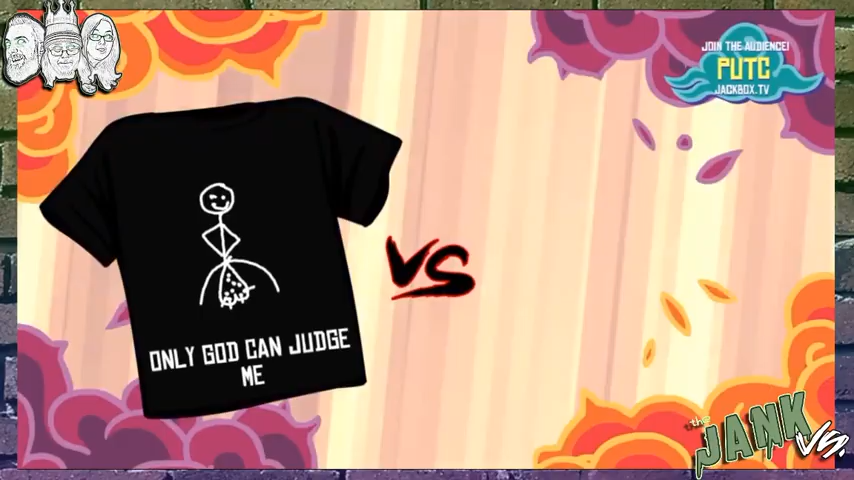 JOIN THE AUDIENCE!
PUTC
JACKBOX.TV
VS
ONLY GOD CAN JUDGE
ME
the
JANK
VS.